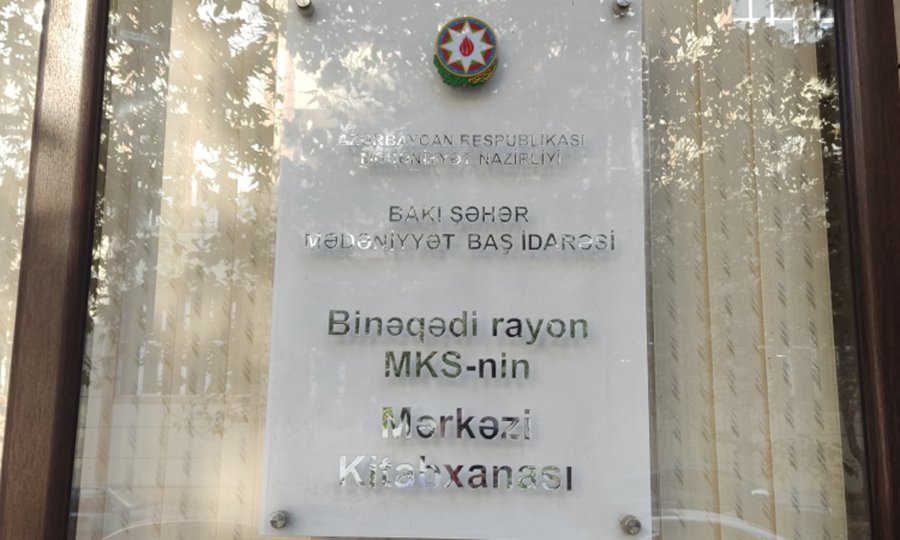 AZƏRBAYCAN RESPUBLİKASI
MƏDƏNİYYƏT NAZİRLİYİ
BAKI ŞƏHƏR
MƏDƏNİYYƏT BAŞ İDARƏSİ
Binəqədi rayon
MKS-nin
Mərkəzi
Kitabxanası